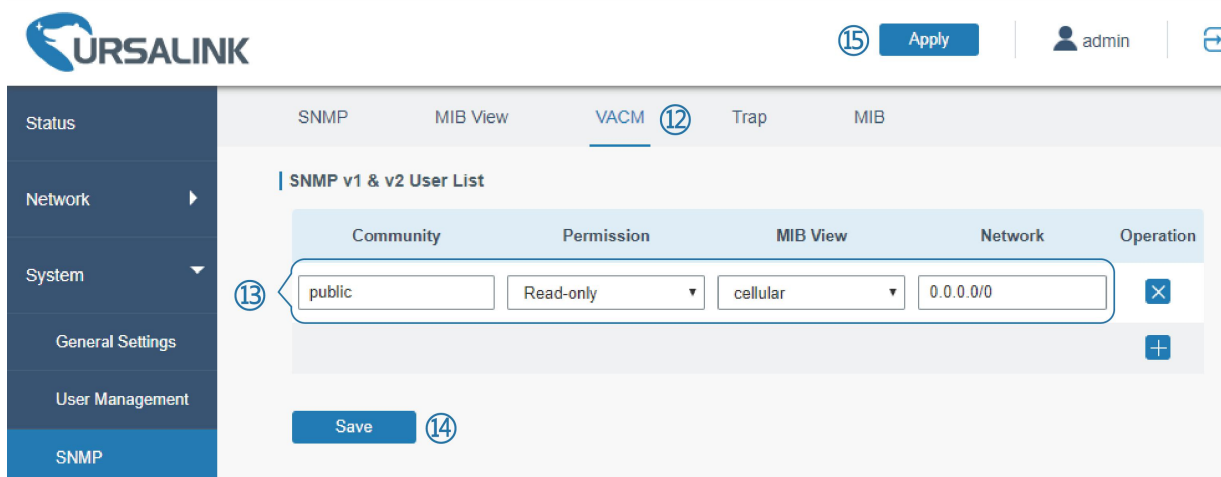 URSALINK
⑮ Apply admin
Status
Network
System
General Settings
User Management
SNMP
SNMP MIB View VACM ⑫ Trap MIB
SNMP v1 & v2 User List
Community Permission MIB View Network Operation
⑬ public Read-only cellular 0.0.0.0/0
Save ⑭